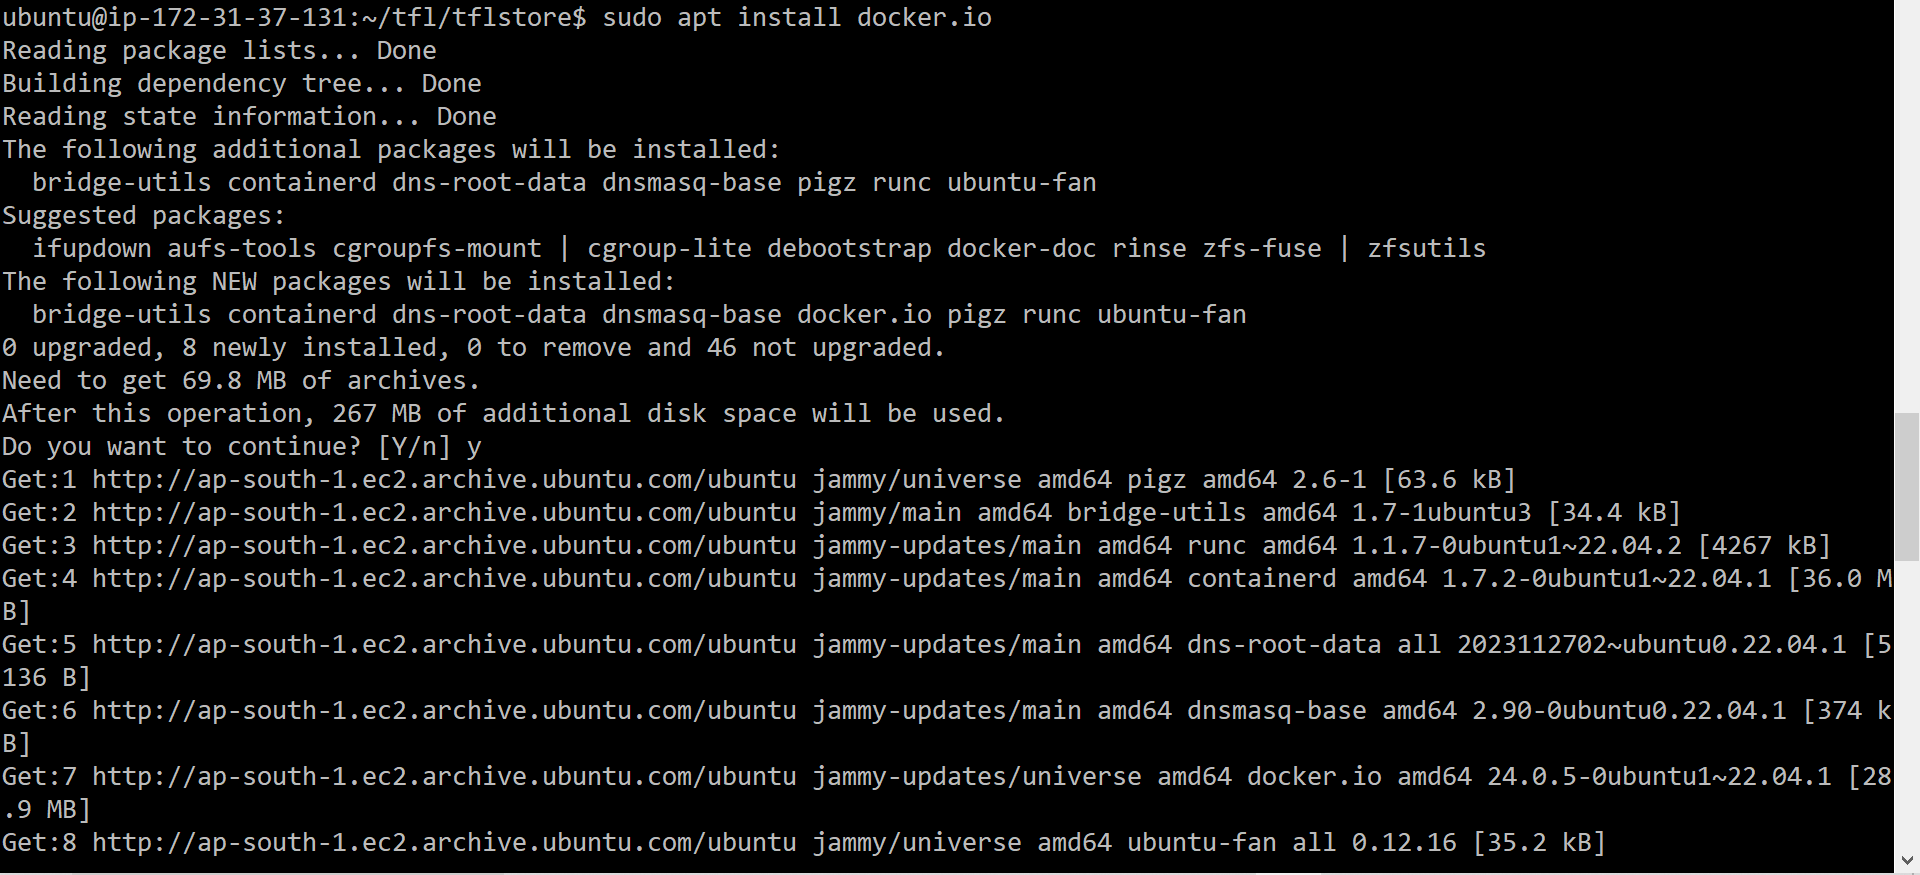 ubuntu@ip-172-31-37-131:~/tfl/tflstore$ sudo apt install docker.io
Reading package lists... Done
Building dependency tree... Done
Reading state information... Done
The following additional packages will be installed:
  bridge-utils containerd dns-root-data dnsmasq-base pigz runc ubuntu-fan
Suggested packages:
  ifupdown aufs-tools cgroupfs-mount | cgroup-lite debootstrap docker-doc rinse zfs-fuse | zfsutils
The following NEW packages will be installed:
  bridge-utils containerd dns-root-data dnsmasq-base docker.io pigz runc ubuntu-fan
0 upgraded, 8 newly installed, 0 to remove and 46 not upgraded.
Need to get 69.8 MB of archives.
After this operation, 267 MB of additional disk space will be used.
Do you want to continue? [Y/n] y
Get:1 http://ap-south-1.ec2.archive.ubuntu.com/ubuntu jammy/universe amd64 pigz amd64 2.6-1 [63.6 kB]
Get:2 http://ap-south-1.ec2.archive.ubuntu.com/ubuntu jammy/main amd64 bridge-utils amd64 1.7-1ubuntu3 [34.4 kB]
Get:3 http://ap-south-1.ec2.archive.ubuntu.com/ubuntu jammy-updates/main amd64 runc amd64 1.1.7-0ubuntu1~22.04.2 [4267 kB]
Get:4 http://ap-south-1.ec2.archive.ubuntu.com/ubuntu jammy-updates/main amd64 containerd amd64 1.7.2-0ubuntu1~22.04.1 [36.0 M
B]
Get:5 http://ap-south-1.ec2.archive.ubuntu.com/ubuntu jammy-updates/main amd64 dns-root-data all 2023112702~ubuntu0.22.04.1 [5
136 B]
Get:6 http://ap-south-1.ec2.archive.ubuntu.com/ubuntu jammy-updates/main amd64 dnsmasq-base amd64 2.90-0ubuntu0.22.04.1 [374 k
B]
Get:7 http://ap-south-1.ec2.archive.ubuntu.com/ubuntu jammy-updates/universe amd64 docker.io amd64 24.0.5-0ubuntu1~22.04.1 [28
.9 MB]
Get:8 http://ap-south-1.ec2.archive.ubuntu.com/ubuntu jammy/universe amd64 ubuntu-fan all 0.12.16 [35.2 kB]